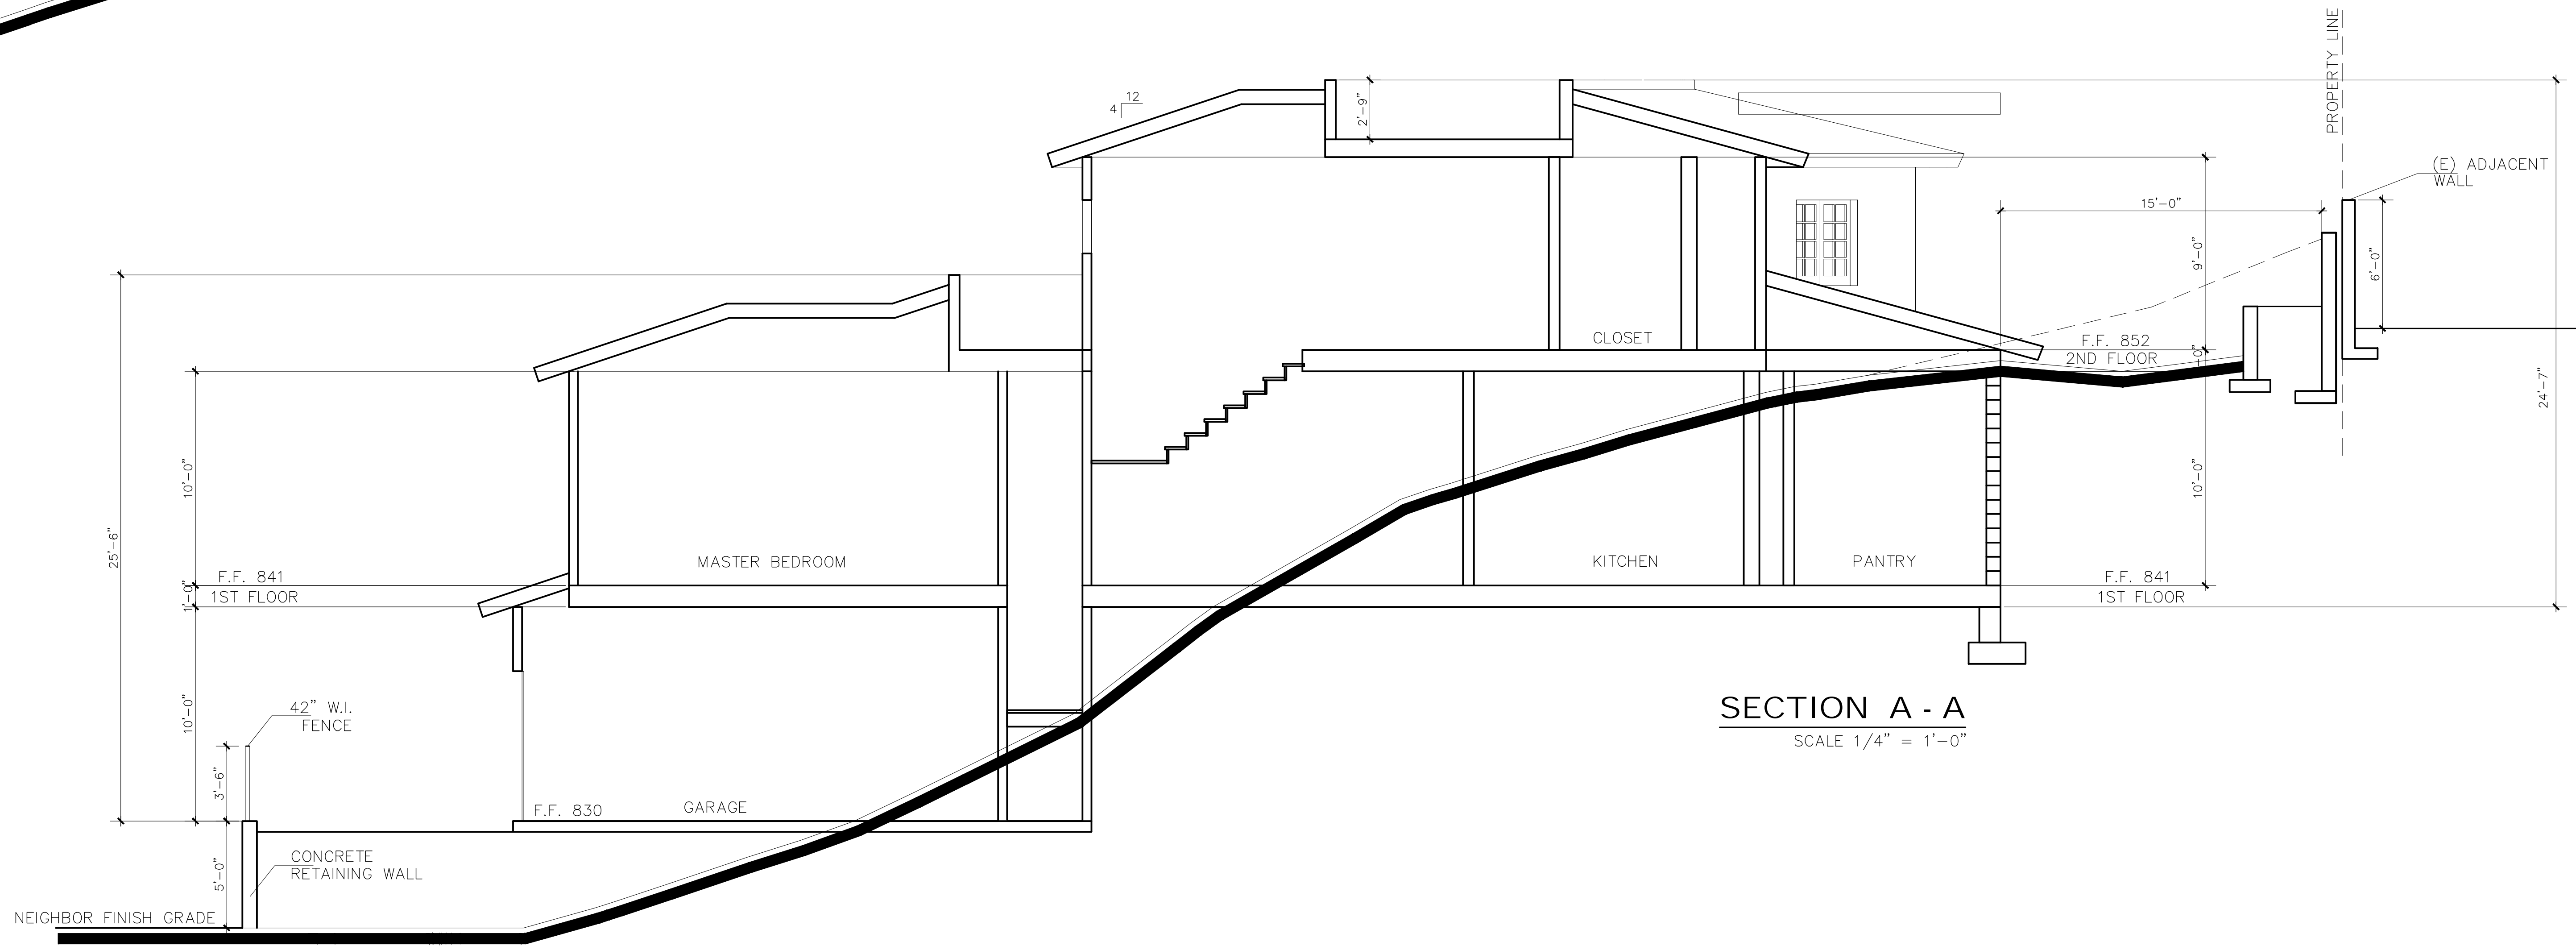 PROPERTY LINE
12
4
2'-9"
(E) ADJACENT
WALL
15'-0"
9'-0"
6'-0"
25'-6"
10'-0"
CLOSET
F.F. 852
2ND FLOOR
1'-0"
24'-7"
10'-0"
MASTER BEDROOM
KITCHEN
PANTRY
F.F. 841
1ST FLOOR
1'-0"
F.F. 841
1ST FLOOR
10'-0"
42" W.I.
FENCE
3'-6"
SECTION A - A
SCALE 1/4" = 1'-0"
F.F. 830
GARAGE
CONCRETE
RETAINING WALL
5'-0"
NEIGHBOR FINISH GRADE